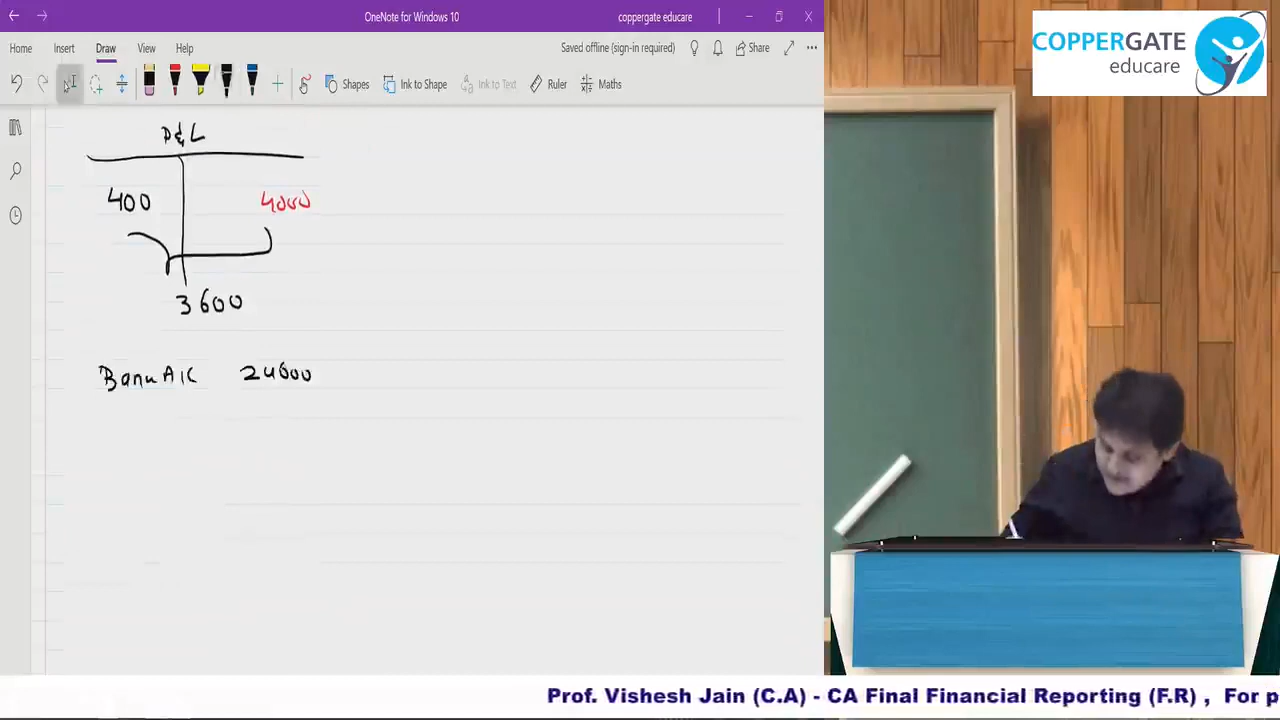 OneNote for Windows 10
coppergate educare
Home Insert Draw View Help
Saved offline (sign-in required)
Share
Shapes
Ink to Shape
Ink to Text
Ruler
Maths
COPPERGATE
educare
P&L
400 4000
3600
Bank A/C
Prof. Vishesh Jain (C.A) - CA Final Financial Reporting (F.R) , For p